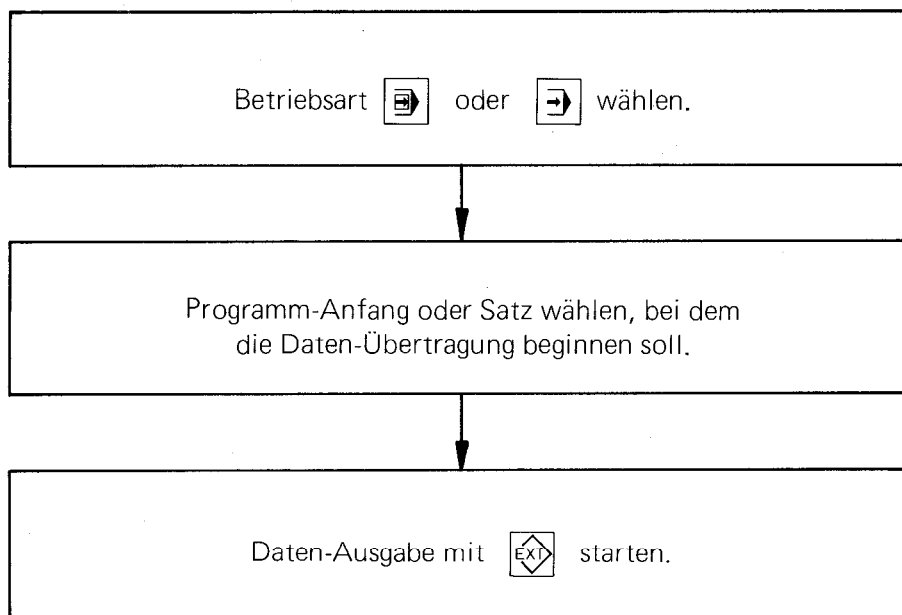 Betriebsart oder wählen.
Programm-Anfang oder Satz wählen, bei dem
die Daten-Übertragung beginnen soll.
Daten-Ausgabe mit EXT starten.